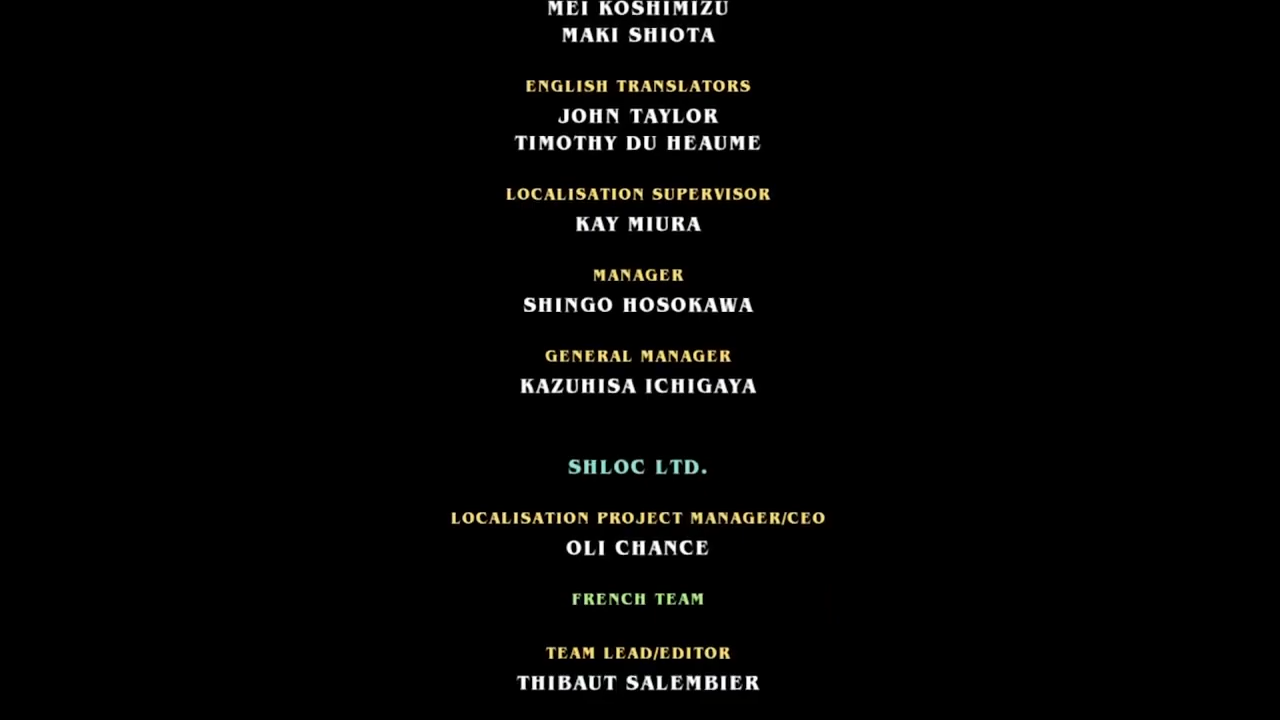 MEI KOSHIMIZU
MAKI SHIOTA
ENGLISH TRANSLATORS
JOHN TAYLOR
TIMOTHY DU HEAUME
LOCALISATION SUPERVISOR
KAY MIURA
MANAGER
SHINGO HOSOKAWA
GENERAL MANAGER
KAZUHISA ICHIGAYA
SHLOC LTD.
LOCALISATION PROJECT MANAGER/CEO
OLI CHANCE
FRENCH TEAM
TEAM LEAD/EDITOR
THIBAUT SALEMBIER